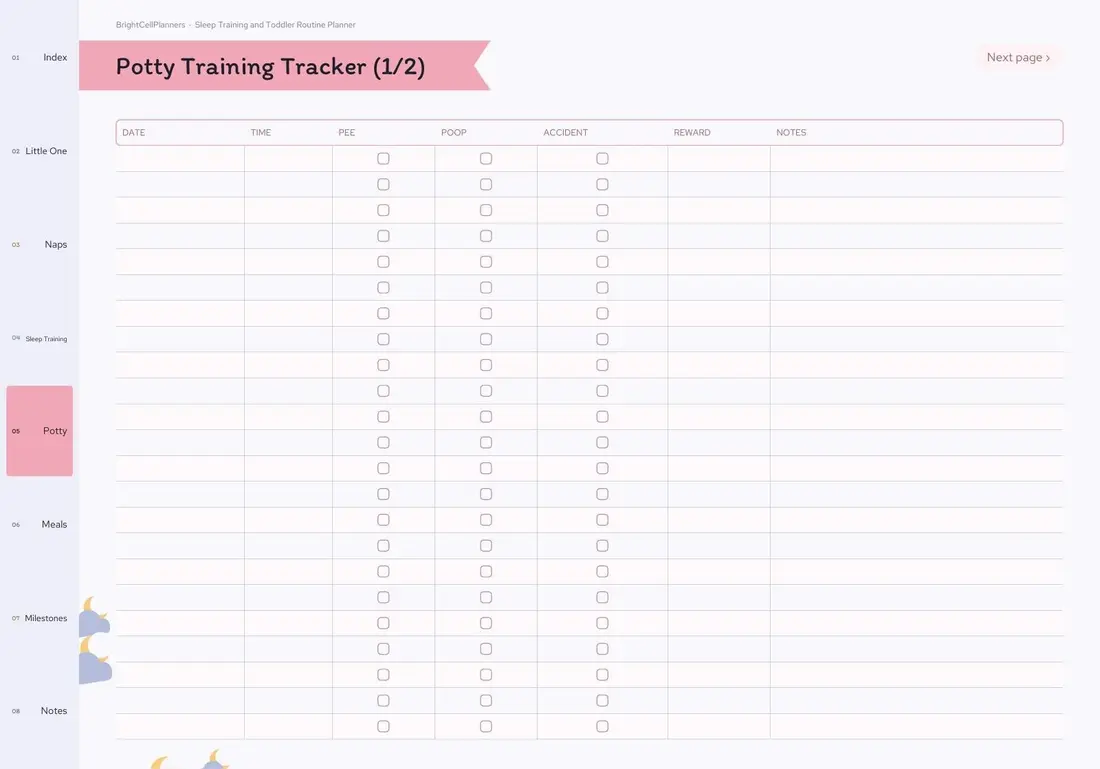 BrightCellPlanners - Sleep Training and Toddler Routine Planner
Potty Training Tracker (1/2)
Next page ›
01 Index
02 Little One
03 Naps
04 Sleep Training
05 Potty
06 Meals
07 Milestones
08 Notes
DATE TIME PEE POOP ACCIDENT REWARD NOTES